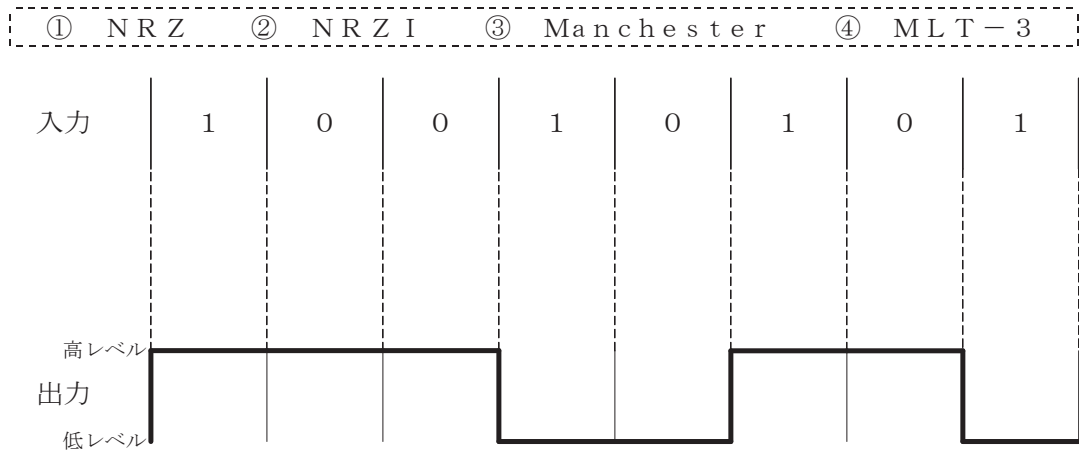 ① NRZ ② NRZI ③ Manchester ④ MLT－3
入力 1 0 0 1 0 1 0 1
高レベル
出力
低レベル